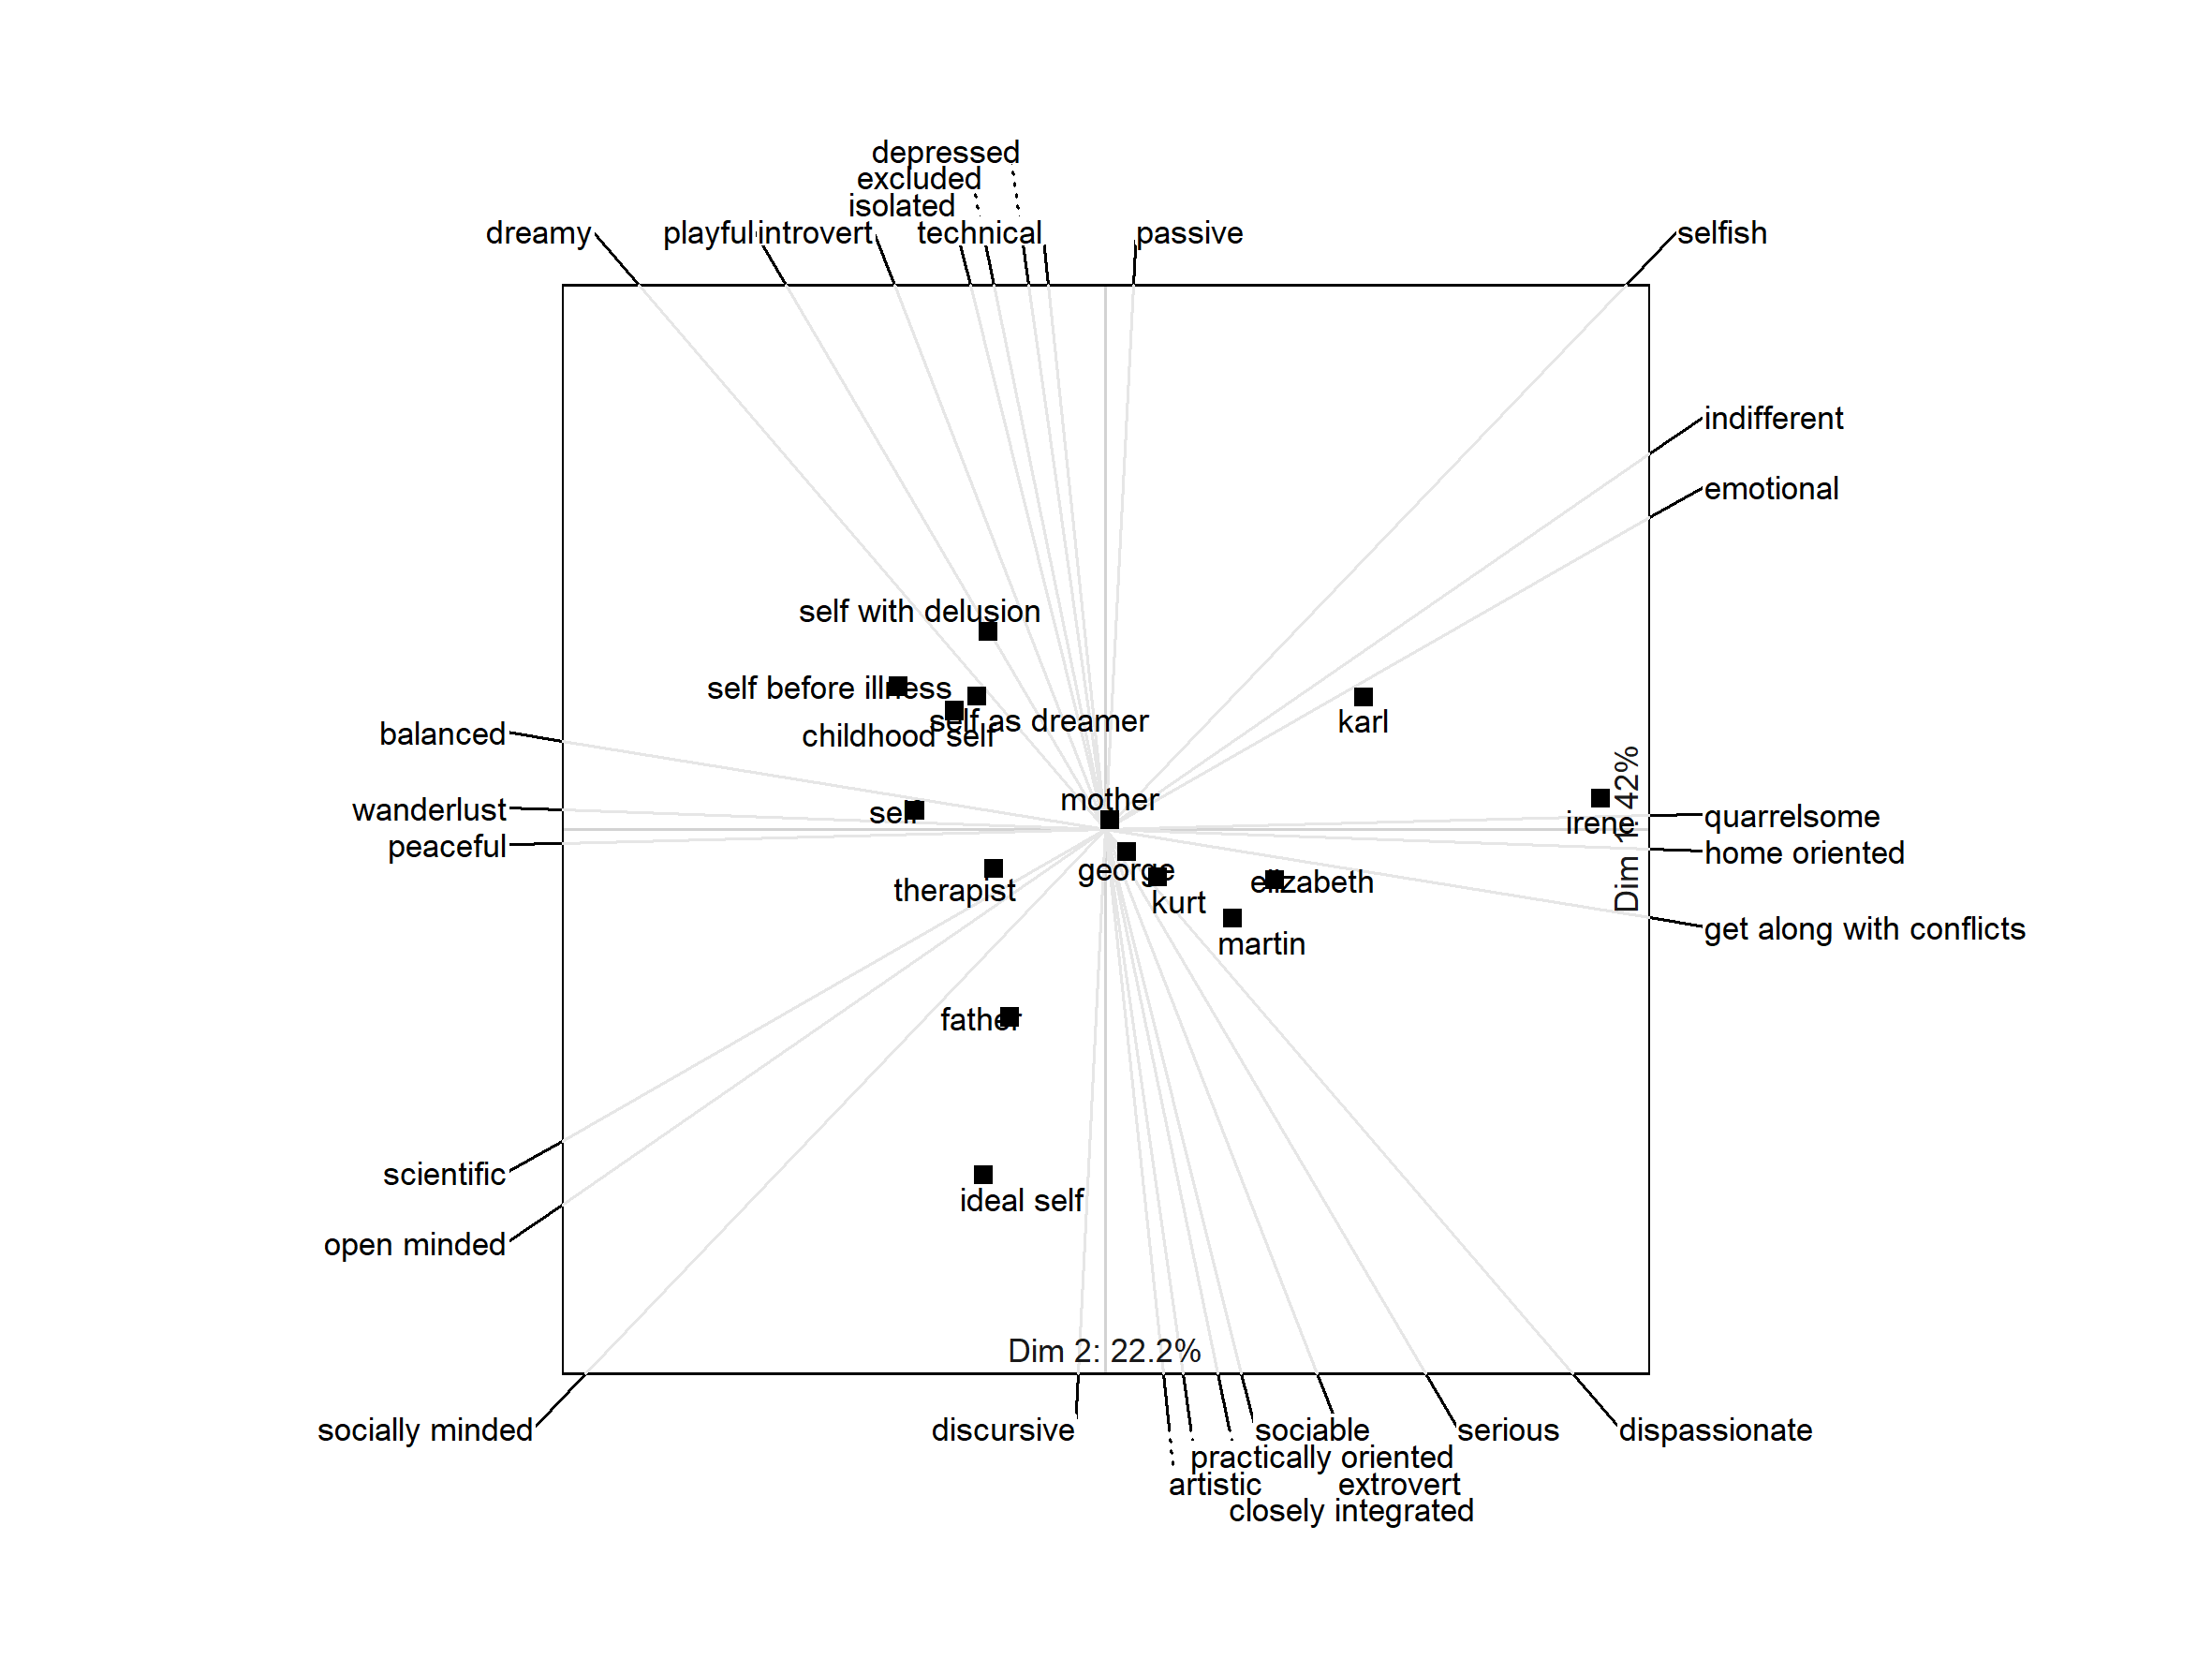 depressed
excluded
isolated
dreamy
playful
introvert
technical
passive
selfish
indifferent
emotional
self with delusion
self before illness
self as dreamer
childhood self
karl
balanced
wanderlust
peaceful
self
mother
irene
Dim 1: 42%
quarrelsome
home oriented
george
therapist
elizabeth
kurt
get along with conflicts
martin
father
scientific
ideal self
open minded
Dim 2: 22.2%
socially minded
discursive
sociable
serious
dispassionate
practically oriented
artistic
extrovert
closely integrated